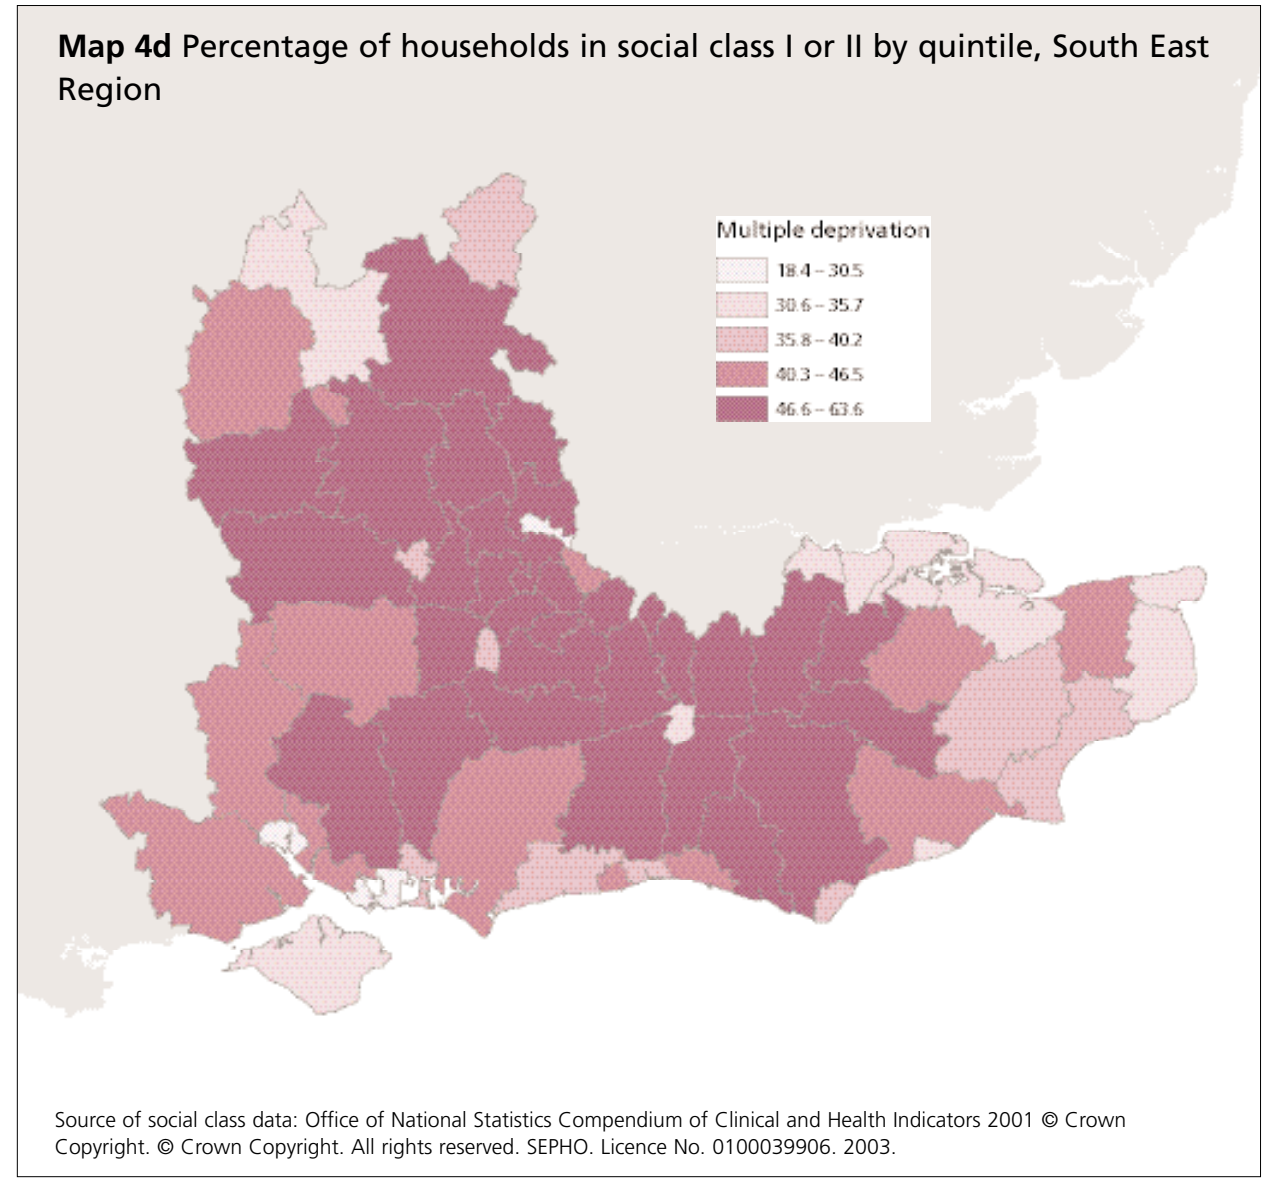 Map 4d Percentage of households in social class I or II by quintile, South East
Region
Multiple deprivation
18.4 – 30.5
30.6 – 35.7
35.8 – 40.2
40.3 – 46.5
46.6 – 63.6
Source of social class data: Office of National Statistics Compendium of Clinical and Health Indicators 2001 © Crown
Copyright. © Crown Copyright. All rights reserved. SEPHO. Licence No. 0100039906. 2003.